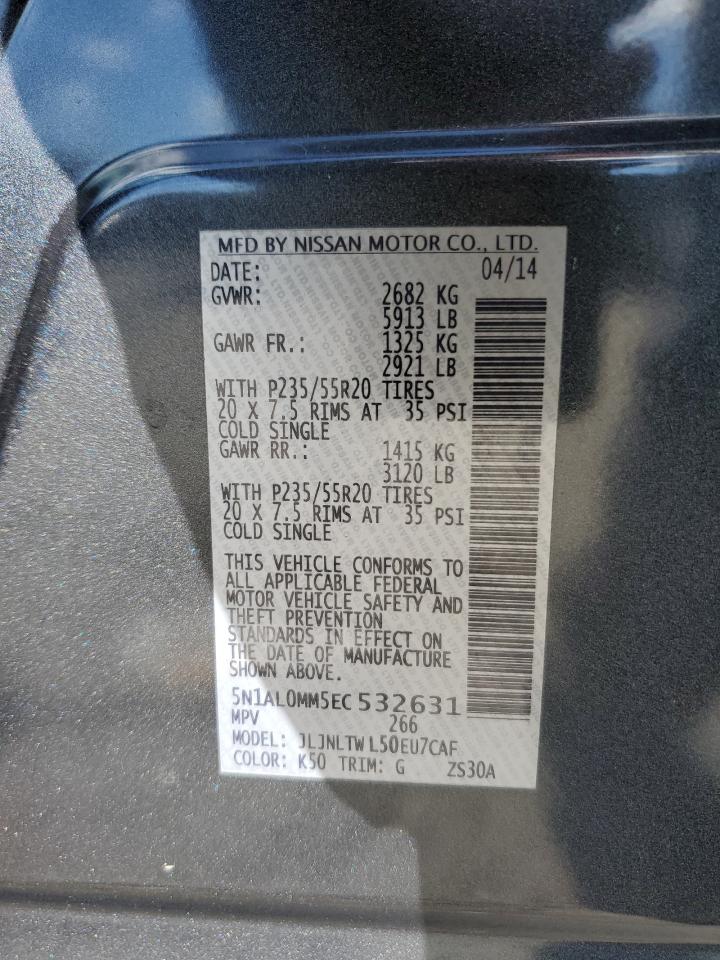 MFD BY NISSAN MOTOR CO., LTD.
DATE: 04/14
GVWR: 2682 KG
5913 LB
GAWR FR.: 1325 KG
2921 LB
WITH P235/55R20 TIRES
20 X 7.5 RIMS AT 35 PSI
COLD SINGLE
GAWR RR.: 1415 KG
3120 LB
WITH P235/55R20 TIRES
20 X 7.5 RIMS AT 35 PSI
COLD SINGLE
THIS VEHICLE CONFORMS TO
ALL APPLICABLE FEDERAL
MOTOR VEHICLE SAFETY AND
THEFT PREVENTION
STANDARDS IN EFFECT ON
THE DATE OF MANUFACTURE
SHOWN ABOVE.
5N1AL0MM5EC532631
MPV 266
MODEL: JLJNLTWL50EU7CAF
COLOR: K50 TRIM: G ZS30A